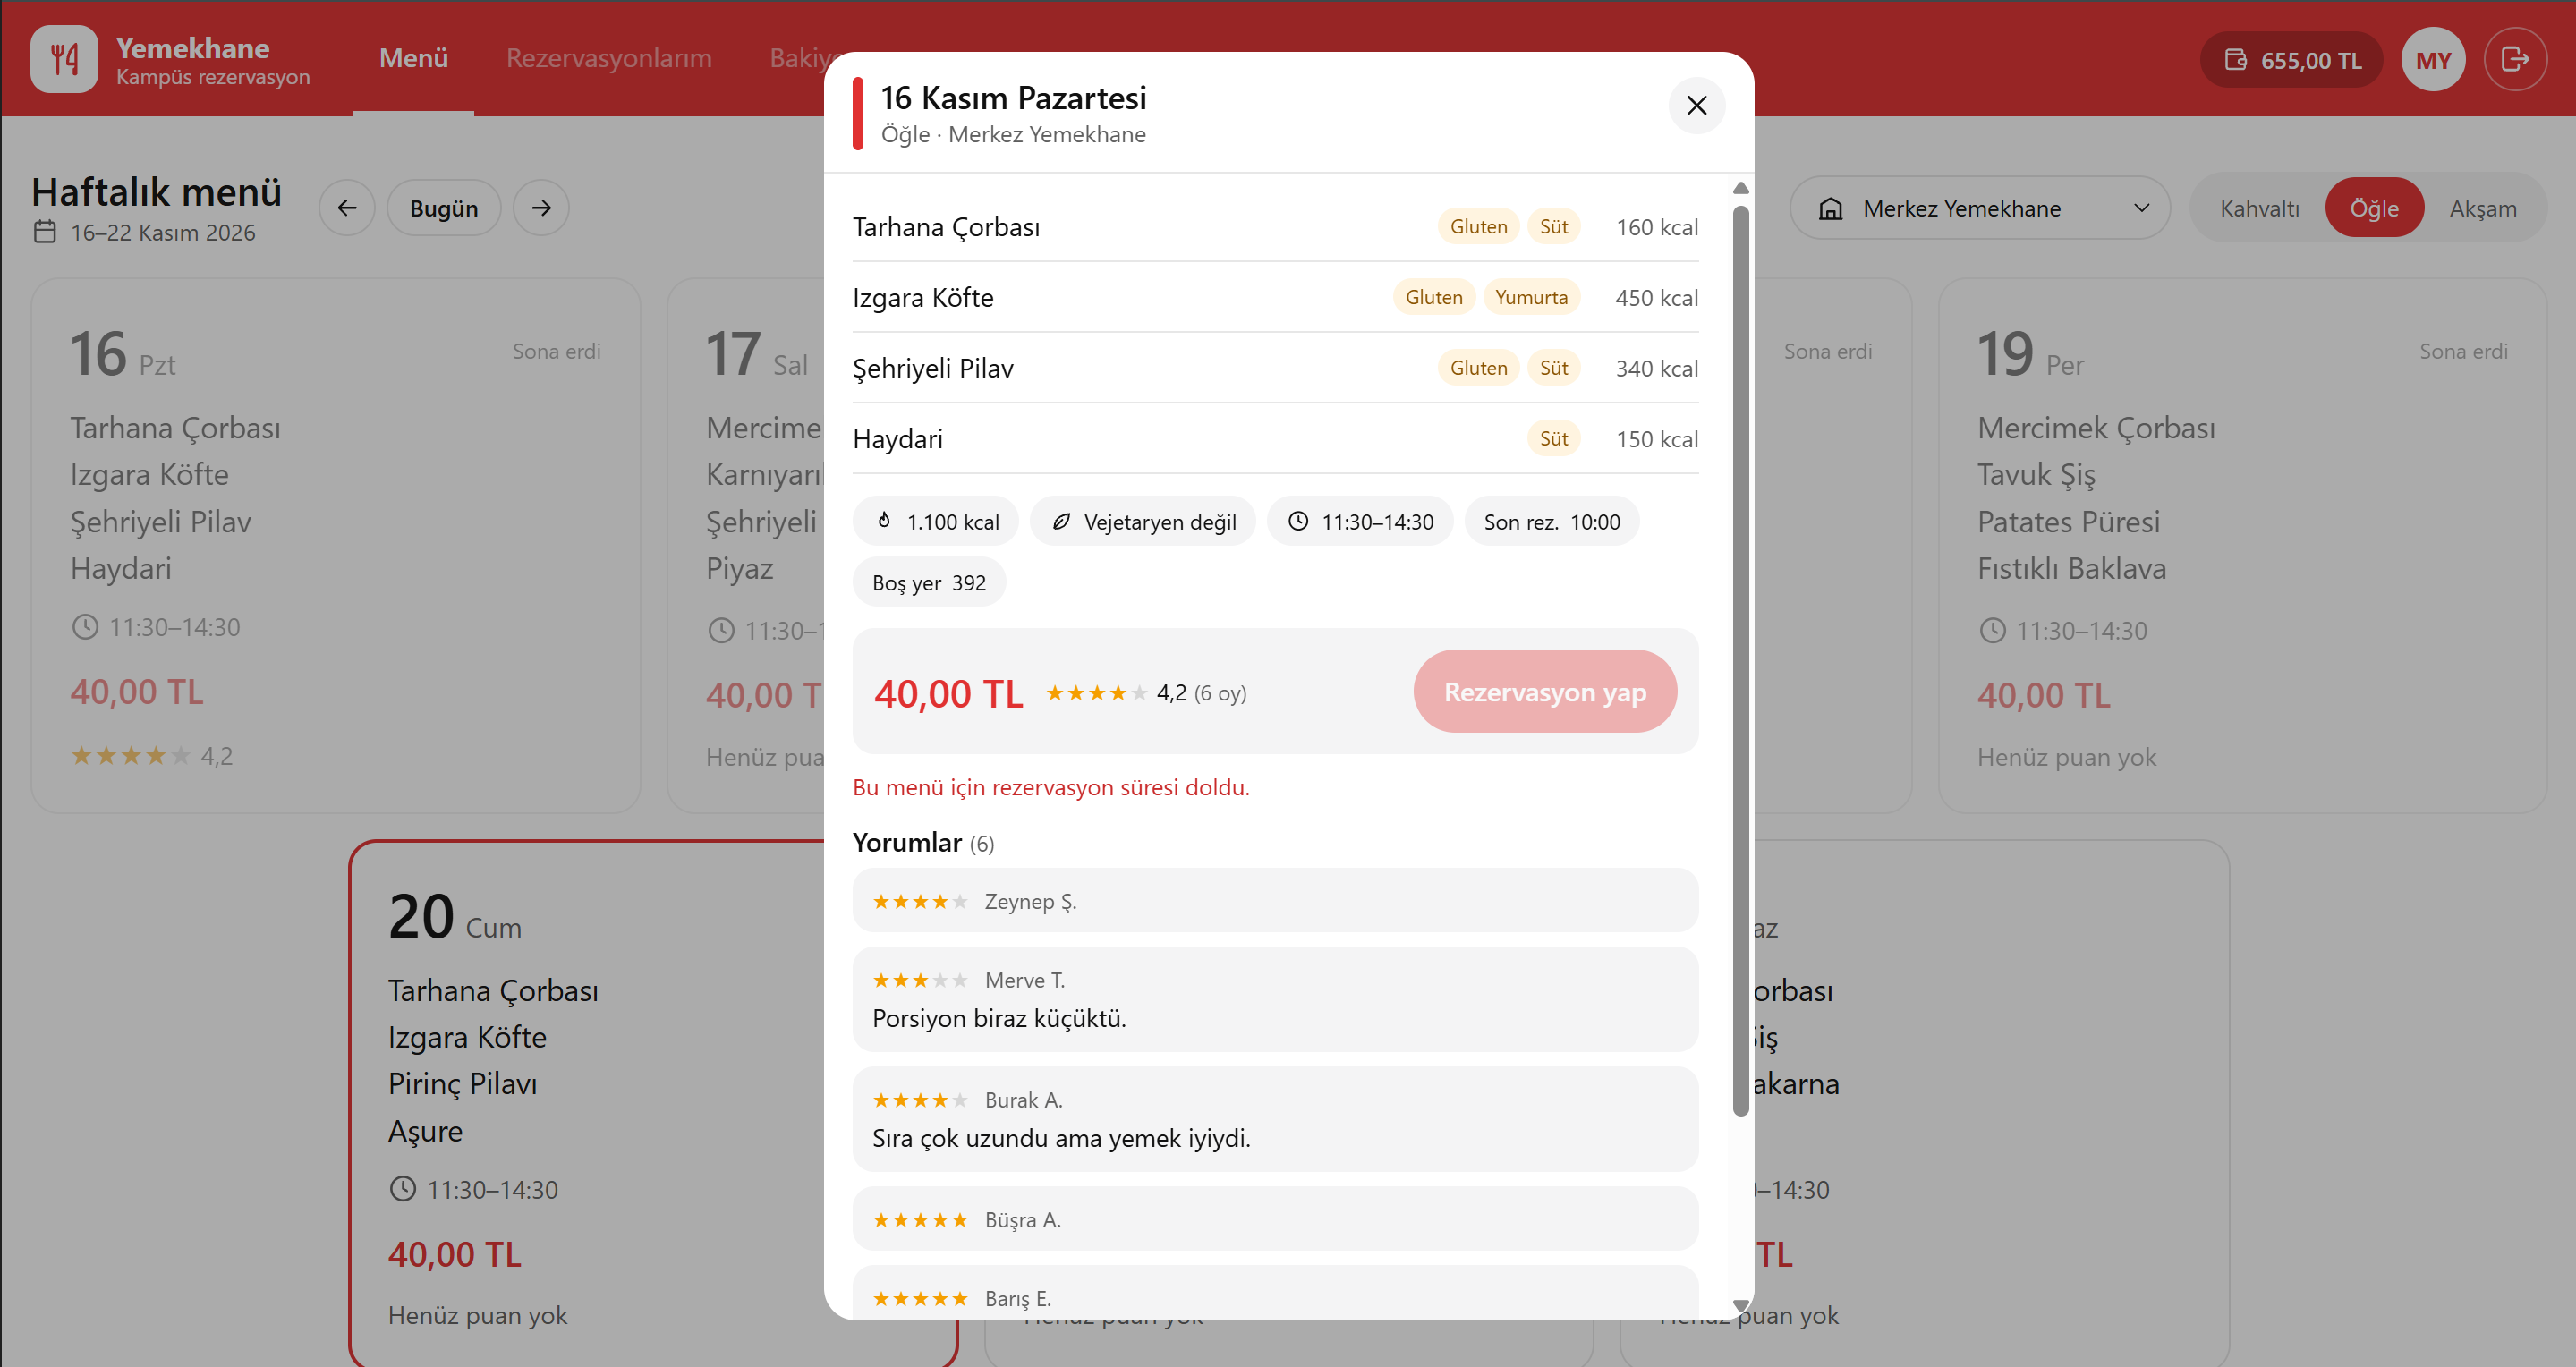 Yemekhane
Kampüs rezervasyon
Menü
Rezervasyonlarım
655,00 TL
MY
Haftalık menü
16–22 Kasım 2026
Bugün
Merkez Yemekhane
Kahvaltı
Öğle
Akşam
16 Pzt
Sona erdi
Tarhana Çorbası
Izgara Köfte
Şehriyeli Pilav
Haydari
11:30–14:30
40,00 TL
4,2
17 Sal
Şehriyeli
Piyaz
Henüz
Sona erdi
19 Per
Sona erdi
Mercimek Çorbası
Tavuk Şiş
Patates Püresi
Fıstıklı Baklava
11:30–14:30
40,00 TL
Henüz puan yok
20 Cum
Tarhana Çorbası
Izgara Köfte
Pirinç Pilavı
Aşure
11:30–14:30
40,00 TL
Henüz puan yok
TL
puan yok
16 Kasım Pazartesi
Öğle · Merkez Yemekhane
Tarhana Çorbası Gluten Süt 160 kcal
Izgara Köfte Gluten Yumurta 450 kcal
Şehriyeli Pilav Gluten Süt 340 kcal
Haydari Süt 150 kcal
1.100 kcal
Vejetaryen değil
11:30–14:30
Son rez. 10:00
Boş yer 392
40,00 TL
4,2 (6 oy)
Rezervasyon yap
Bu menü için rezervasyon süresi doldu.
Yorumlar (6)
Zeynep Ş.
Merve T.
Porsiyon biraz küçüktü.
Burak A.
Sıra çok uzundu ama yemek iyiydi.
Büşra A.
Barış E.